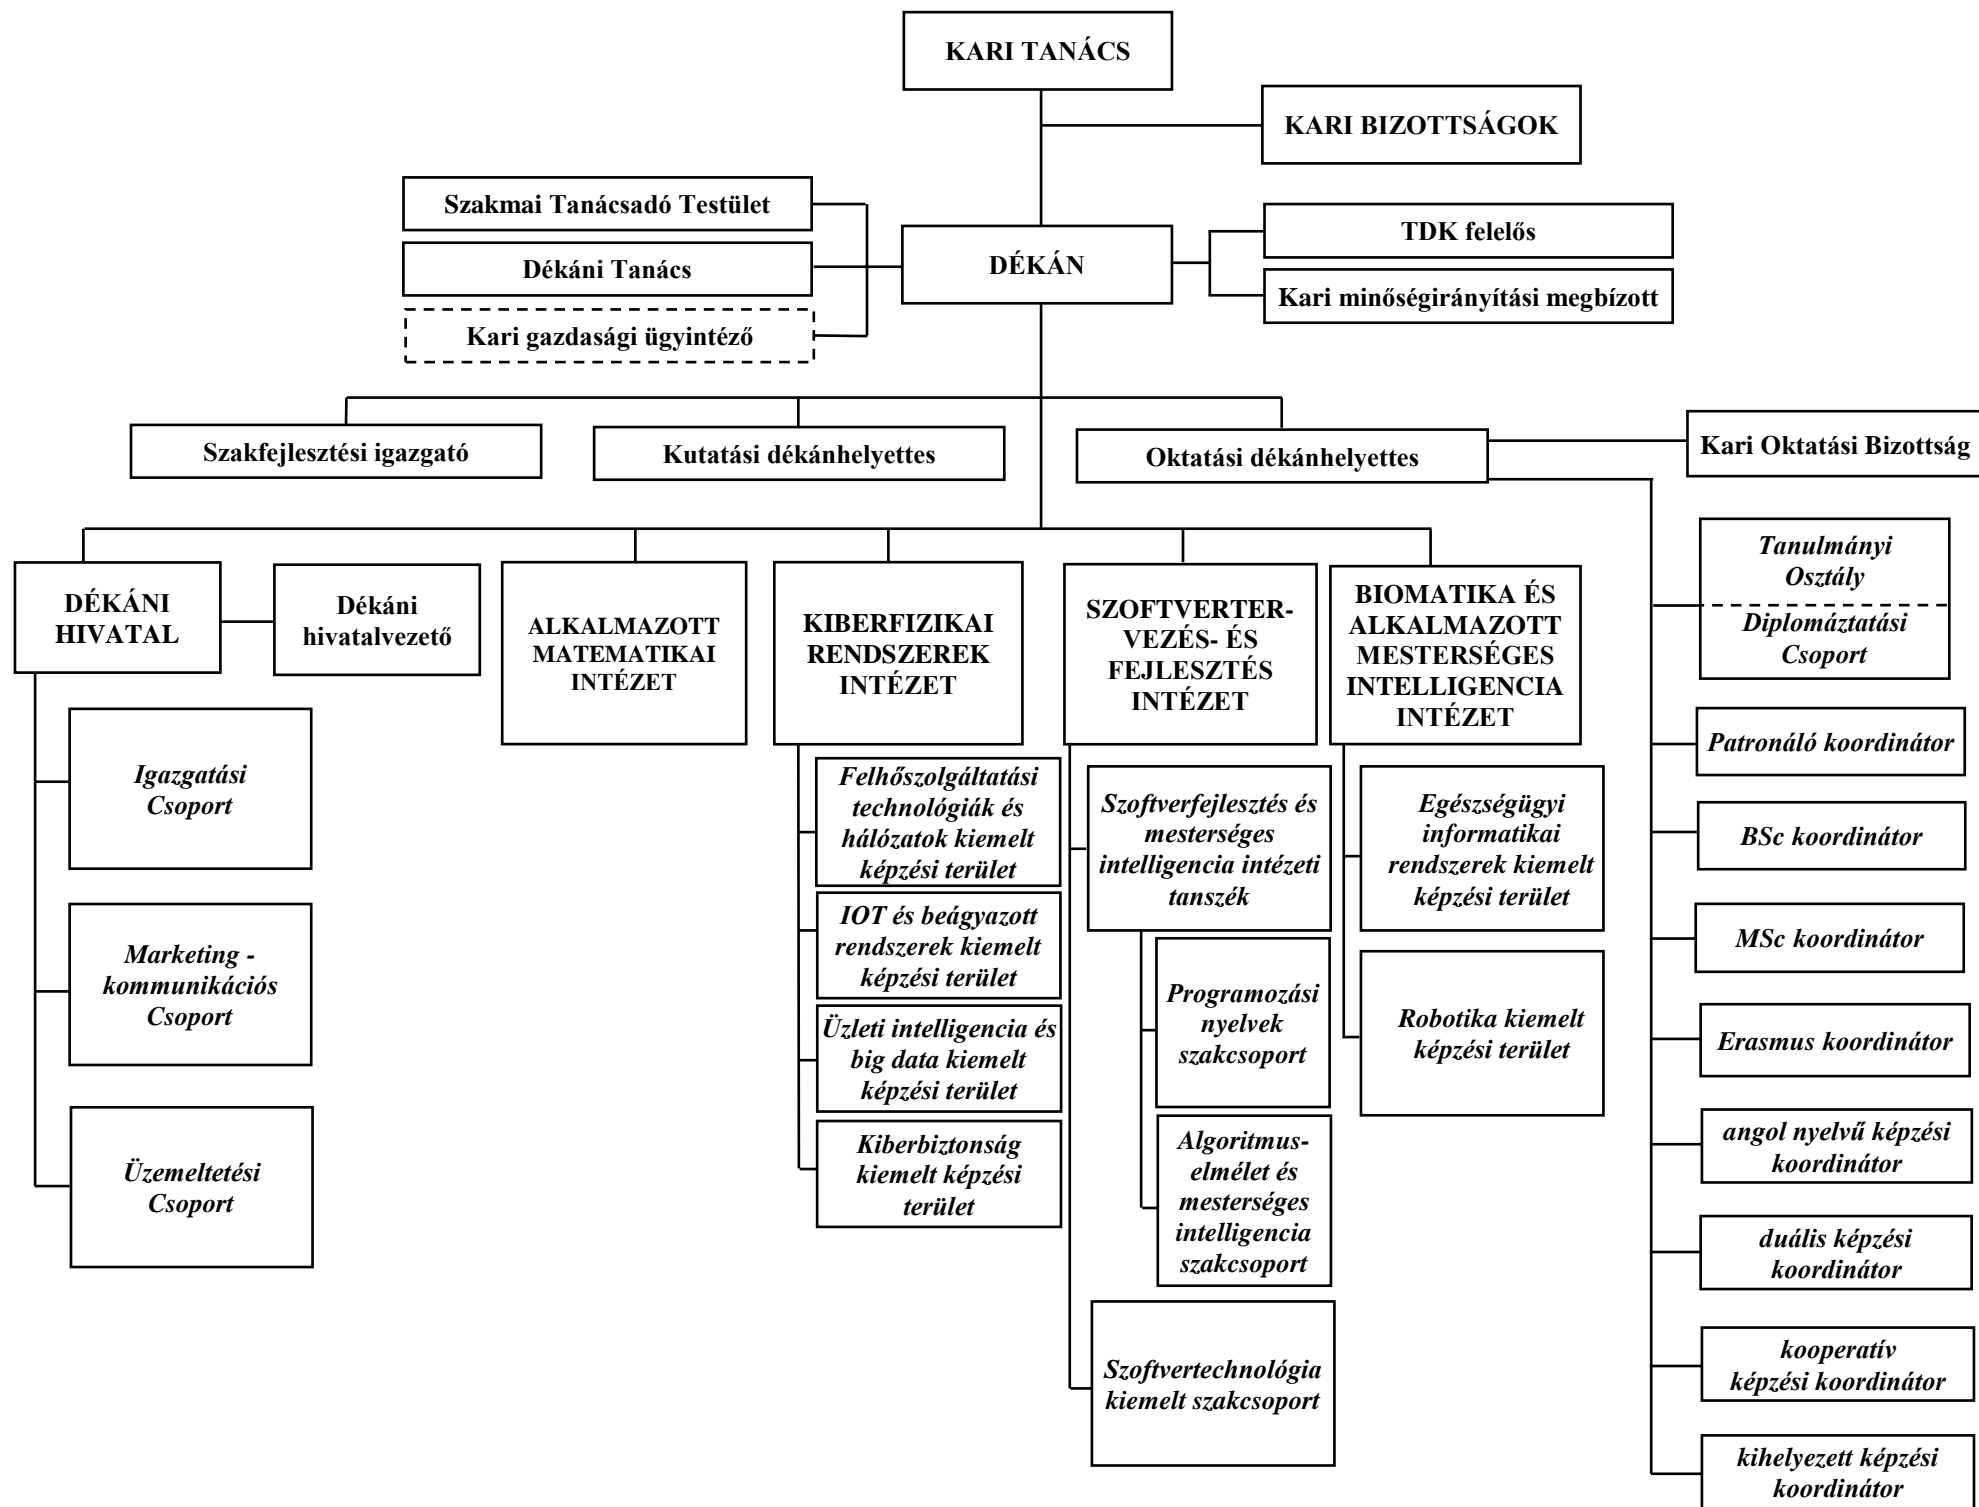 KARI TANÁCS
KARI BIZOTTSÁGOK
Szakmai Tanácsadó Testület
Dékáni Tanács
Kari gazdasági ügyintéző
DÉKÁN
TDK felelős
Kari minőségirányítási megbízott
Szakfejlesztési igazgató
Kutatási dékánhelyettes
Oktatási dékánhelyettes
Kari Oktatási Bizottság
DÉKÁNI
HIVATAL
Dékáni
hivatalvezető
ALKALMAZOTT
MATEMATIKAI
INTÉZET
KIBERFIZIKAI
RENDSZEREK
INTÉZET
SZOFTVERTER-
VEZÉS- ÉS
FEJLESZTÉS
INTÉZET
BIOMATIKA ÉS
ALKALMAZOTT
MESTERSÉGES
INTELLIGENCIA
INTÉZET
Igazgatási
Csoport
Marketing -
kommunikációs
Csoport
Üzemeltetési
Csoport
Felhőszolgáltatási
technológiák és
hálózatok kiemelt
képzési terület
IOT és beágyazott
rendszerek kiemelt
képzési terület
Üzleti intelligencia és
big data kiemelt
képzési terület
Kiberbiztonság
kiemelt képzési
terület
Szoftverfejlesztés és
mesterséges
intelligencia intézeti
tanszék
Programozási
nyelvek
szakcsoport
Algoritmus-
elmélet és
mesterséges
intelligencia
szakcsoport
Szoftvertechnológia
kiemelt szakcsoport
Egészségügyi
informatikai
rendszerek kiemelt
képzési terület
Robotika kiemelt
képzési terület
Tanulmányi
Osztály
Diplomáztatási
Csoport
Patronáló koordinátor
BSc koordinátor
MSc koordinátor
Erasmus koordinátor
angol nyelvű képzési
koordinátor
duális képzési
koordinátor
kooperatív
képzési koordinátor
kihelyezett képzési
koordinátor